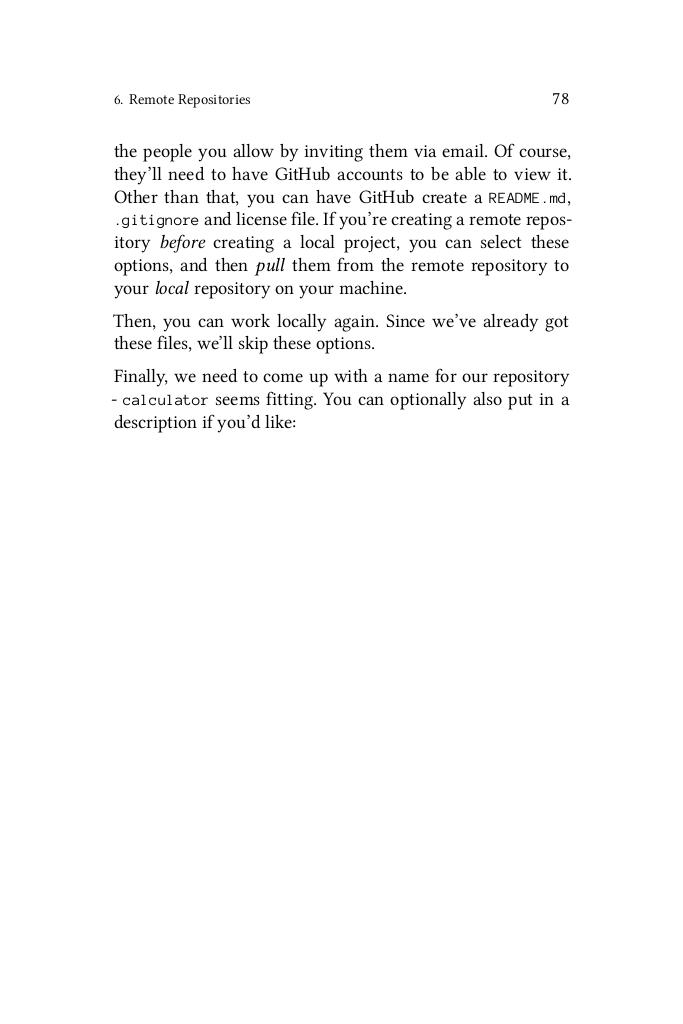 6. Remote Repositories 78
the people you allow by inviting them via email. Of course,
they’ll need to have GitHub accounts to be able to view it.
Other than that, you can have GitHub create a README.md,
.gitignore and license file. If you’re creating a remote repos-
itory before creating a local project, you can select these
options, and then pull them from the remote repository to
your local repository on your machine.
Then, you can work locally again. Since we’ve already got
these files, we’ll skip these options.
Finally, we need to come up with a name for our repository
- calculator seems fitting. You can optionally also put in a
description if you’d like: